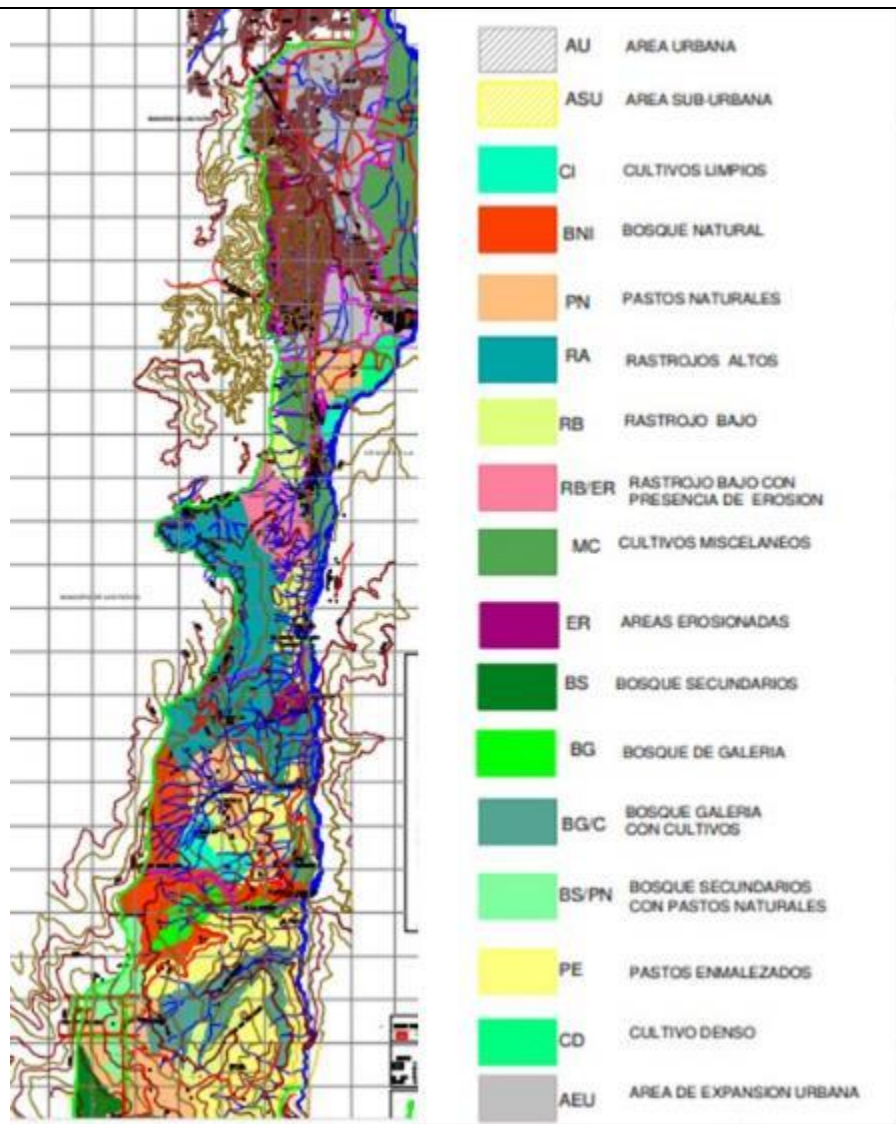 AU AREA URBANA
ASU AREA SUB-URBANA
CI CULTIVOS LIMPIOS
BNI BOSQUE NATURAL
PN PASTOS NATURALES
RA RASTROJOS ALTOS
RB RASTROJO BAJO
RB/ER RASTROJO BAJO CON
PRESENCIA DE EROSION
MC CULTIVOS MISCELANEOS
ER AREAS EROSIONADAS
BS BOSQUE SECUNDARIOS
BG BOSQUE DE GALERIA
BG/C BOSQUE GALERIA
CON CULTIVOS
BS/PN BOSQUE SECUNDARIOS
CON PASTOS NATURALES
PE PASTOS ENMALEZADOS
CD CULTIVO DENSO
AEU AREA DE EXPANSION URBANA